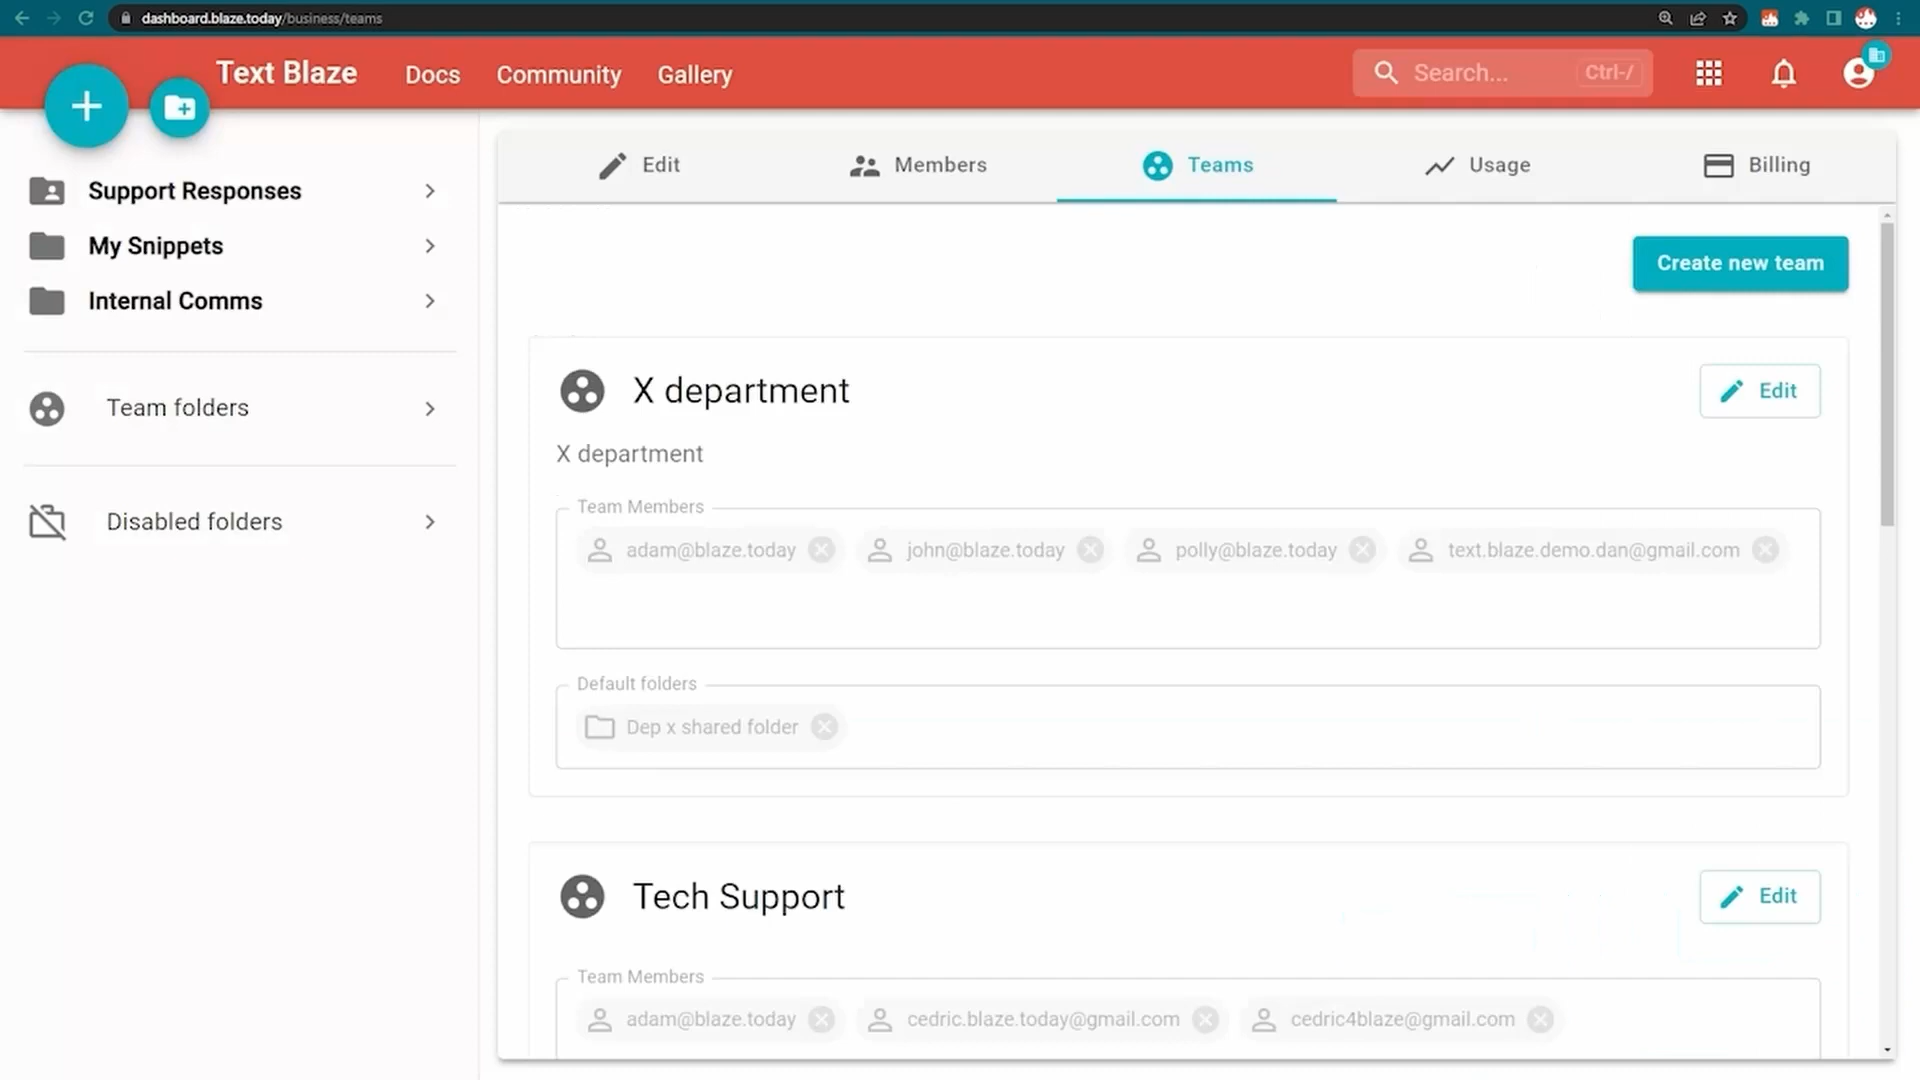 dashboard.blaze.today/business/teams
Text Blaze
Docs
Community
Gallery
Search...
Ctrl-/
Support Responses
My Snippets
Internal Comms
Team folders
Disabled folders
Edit
Members
Teams
Usage
Billing
Create new team
X department
Edit
X department
Team Members
adam@blaze.today
john@blaze.today
polly@blaze.today
text.blaze.demo.dan@gmail.com
Default folders
Dep x shared folder
Tech Support
Edit
Team Members
adam@blaze.today
cedric.blaze.today@gmail.com
cedric4blaze@gmail.com